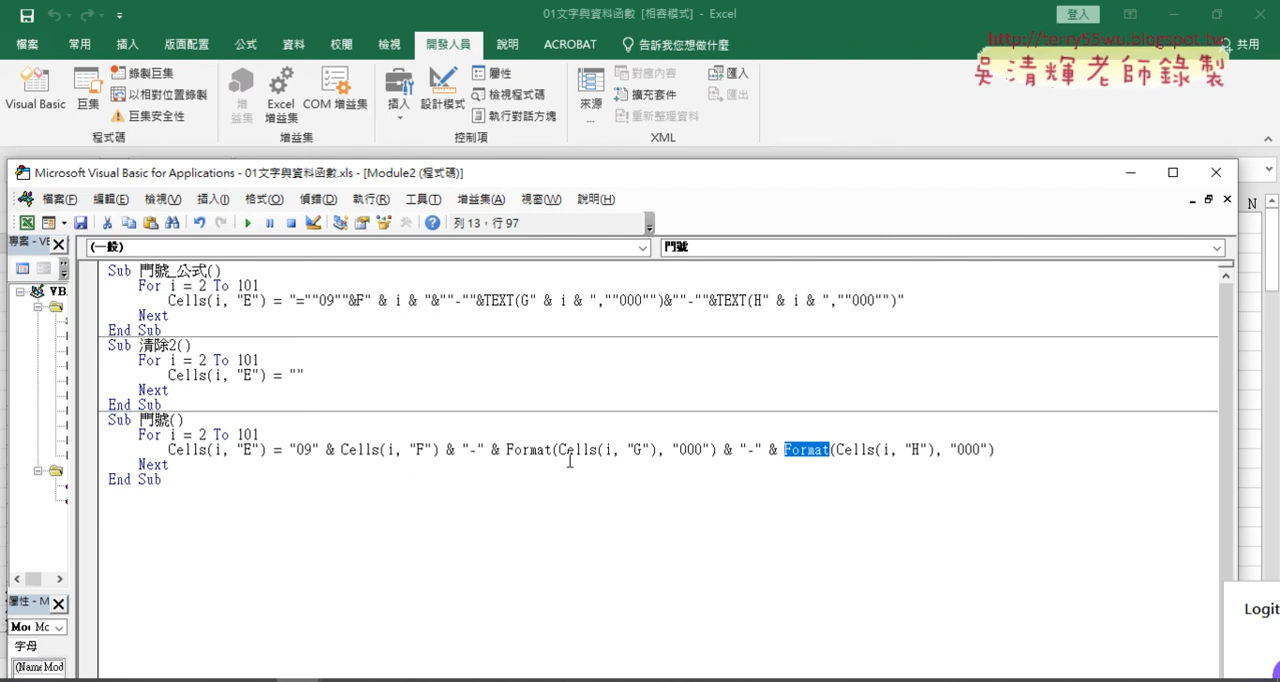 01文字與資料函數 [相容模式] - Excel
登入
http://terry55wu.blogspot.tw
檔案 常用 插入 版面配置 公式 資料 校閱 檢視 開發人員 說明 ACROBAT 告訴我您想做什麼 共用
吳清輝老師錄製
Visual Basic
巨集
錄製巨集
以相對位置錄製
巨集安全性
程式碼
增益集
Excel 增益集
COM 增益集
增益集
插入
設計模式
屬性
檢視程式碼
執行對話方塊
控制項
來源
...
對應內容
擴充套件
重新整理資料
匯入
匯出
XML
N
Microsoft Visual Basic for Applications - 01文字與資料函數.xls - [Module2 (程式碼)]
檔案(F) 編輯(E) 檢視(V) 插入(I) 格式(O) 偵錯(D) 執行(R) 工具(T) 增益集(A) 視窗(W) 說明(H)
列 13，行 97
專案 - VB
(一般) 門號
VB
Sub 門號_公式()
For i = 2 To 101
Cells(i, "E") = "=""09""&F" & i & "&""-""&TEXT(G" & i & ",""000"")&""-""&TEXT(H" & i & ",""000"")"
Next
End Sub
Sub 清除2()
For i = 2 To 101
Cells(i, "E") = ""
Next
End Sub
Sub 門號()
For i = 2 To 101
Cells(i, "E") = "09" & Cells(i, "F") & "-" & Format(Cells(i, "G"), "000") & "-" & Format(Cells(i, "H"), "000")
Next
End Sub
屬性 - M
Mo Mc
字母
(Name Mod
Logit